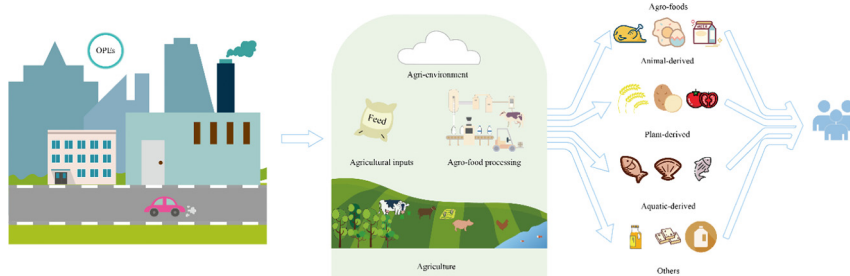 OPEs
Agri-environment
Feed
Agricultural inputs
Agro-food processing
Agriculture
Agro-foods
Animal-derived
Plant-derived
Aquatic-derived
Others